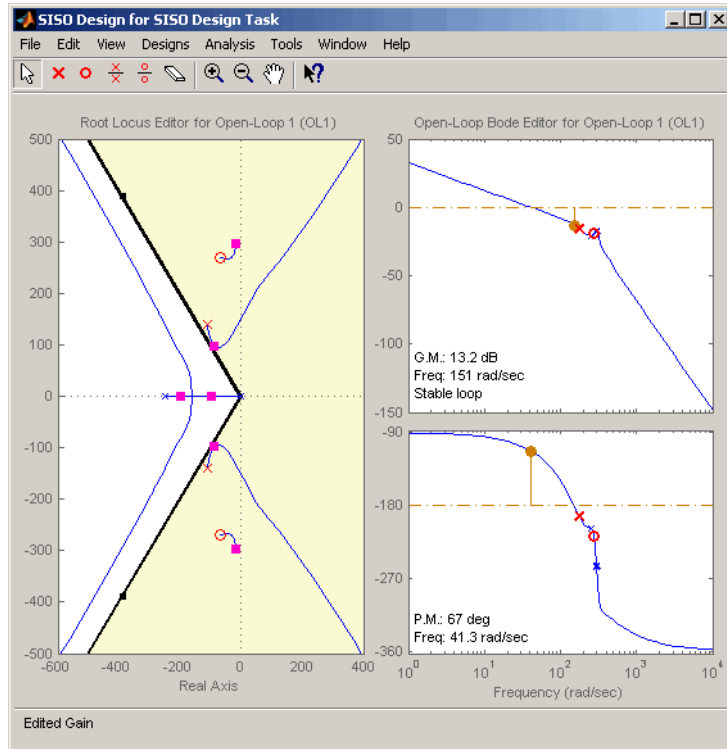 SISO Design for SISO Design Task
File Edit View Designs Analysis Tools Window Help
Root Locus Editor for Open-Loop 1 (OL1)
500
400
300
200
100
0
-100
-200
-300
-400
-500
-600 -400 -200 0 200 400
Real Axis
Open-Loop Bode Editor for Open-Loop 1 (OL1)
50
0
-50
-100
-150
G.M.: 13.2 dB
Freq: 151 rad/sec
Stable loop
-90
-180
-270
-360
P.M.: 67 deg
Freq: 41.3 rad/sec
10^0 10^1 10^2 10^3 10^4
Frequency (rad/sec)
Edited Gain